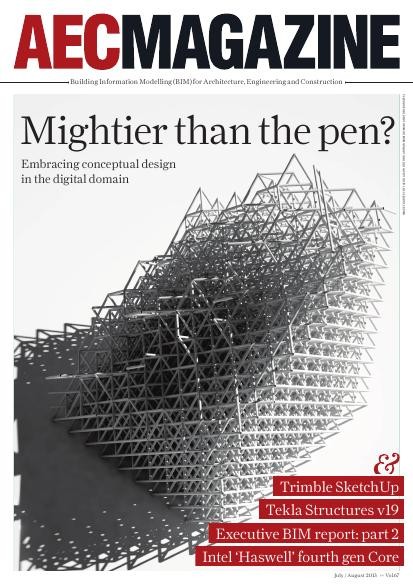 AECMAGAZINE
Building Information Modelling (BIM) for Architecture, Engineering and Construction
Mightier than the pen?
Embracing conceptual design
in the digital domain
&
Trimble SketchUp
Tekla Structures v19
Executive BIM report: part 2
Intel ‘Haswell’ fourth gen Core
July / August 2013 >> Vol.67